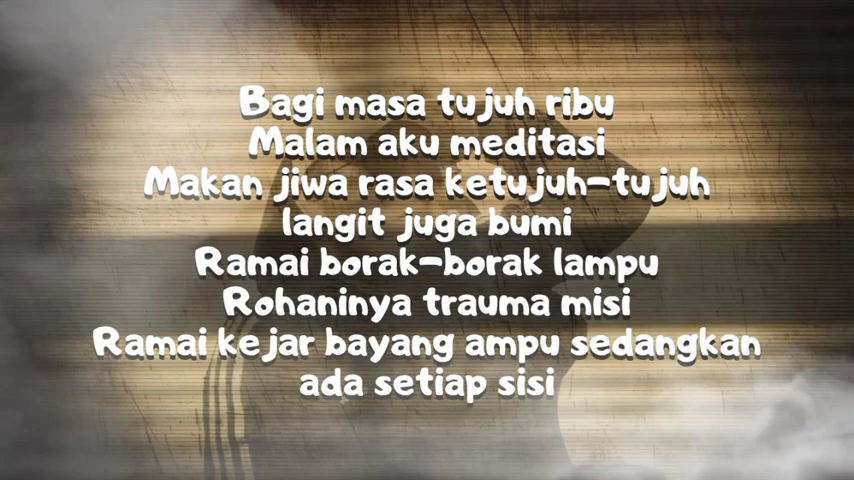 Bagi masa tujuh ribu
Malam aku meditasi
Makan jiwa rasa ketujuh-tujuh
langit juga bumi
Ramai borak-borak lampu
Rohaninya trauma misi
Ramai kejar bayang ampu sedangkan
ada setiap sisi